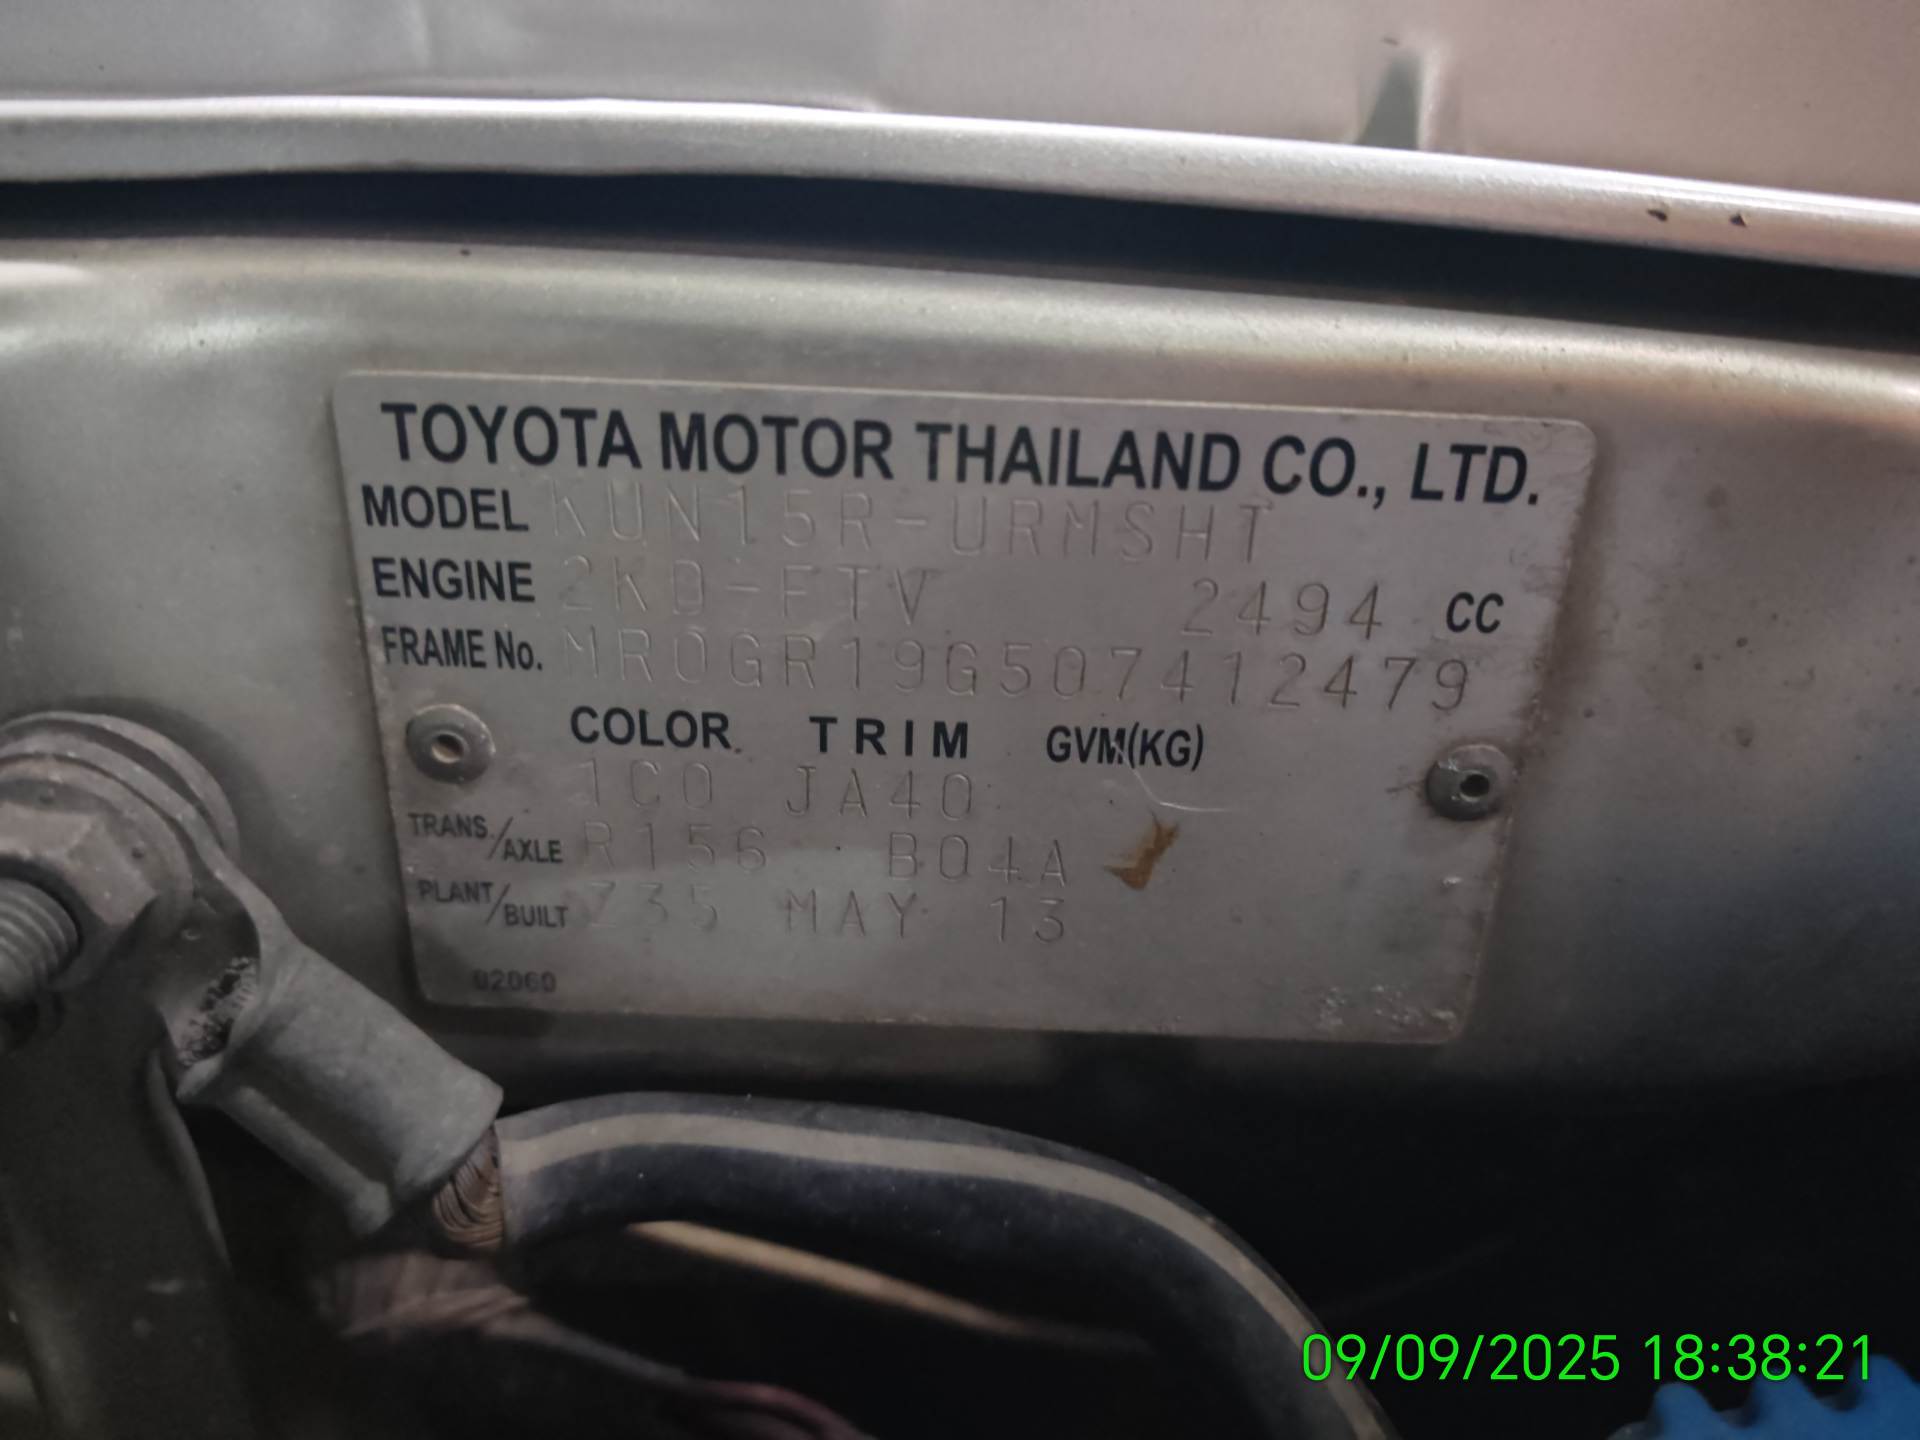 TOYOTA MOTOR THAILAND CO., LTD.
MODEL KUN15R-URMSHT
ENGINE 2KD-FTV 2494 CC
FRAME No. MR0GR19G507412479
COLOR TRIM GVM(KG)
1C0 JA40
TRANS./AXLE R156 B04A
PLANT/BUILT Z35 MAY 13
02060
09/09/2025 18:38:21